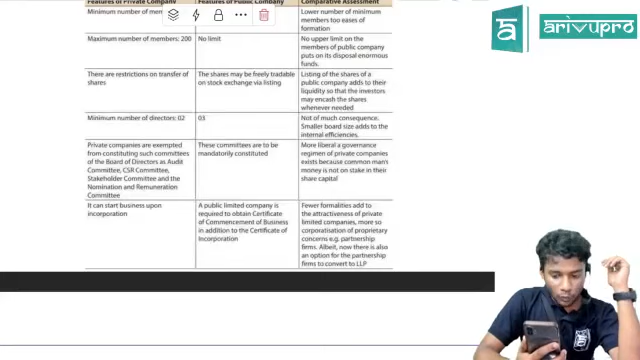 arivupro
Features of Private Company
Features of Public Company
Comparative Assessment
Minimum number of mem
Lower number of minimum
members too eases of
formation
Maximum number of members: 200
No limit
No upper limit on the
members of public company
puts on its disposal enormous
funds.
There are restrictions on transfer of
shares
The shares may be freely tradable
on stock exchange via listing
Listing of the shares of a
public company adds to their
liquidity so that the investors
may encash the shares
whenever needed
Minimum number of directors: 02
03
Not of much consequence.
Smaller board size adds to the
internal efficiencies.
Private companies are exempted
from constituting such committees
of the Board of Directors as Audit
Committee, CSR Committee,
Stakeholder Committee and the
Nomination and Remuneration
Committee
These committees are to be
mandatorily constituted
More liberal a governance
regimen of private companies
exists because common man's
money is not on stake in their
share capital
It can start business upon
incorporation
A public limited company is
required to obtain Certificate
of Commencement of Business
in addition to the Certificate of
Incorporation
Fewer formalities add to
the attractiveness of private
limited companies, more so
corporatisation of proprietary
concerns e.g. partnership
firms. Albeit, now there is also
an option for the partnership
firms to convert to LLP